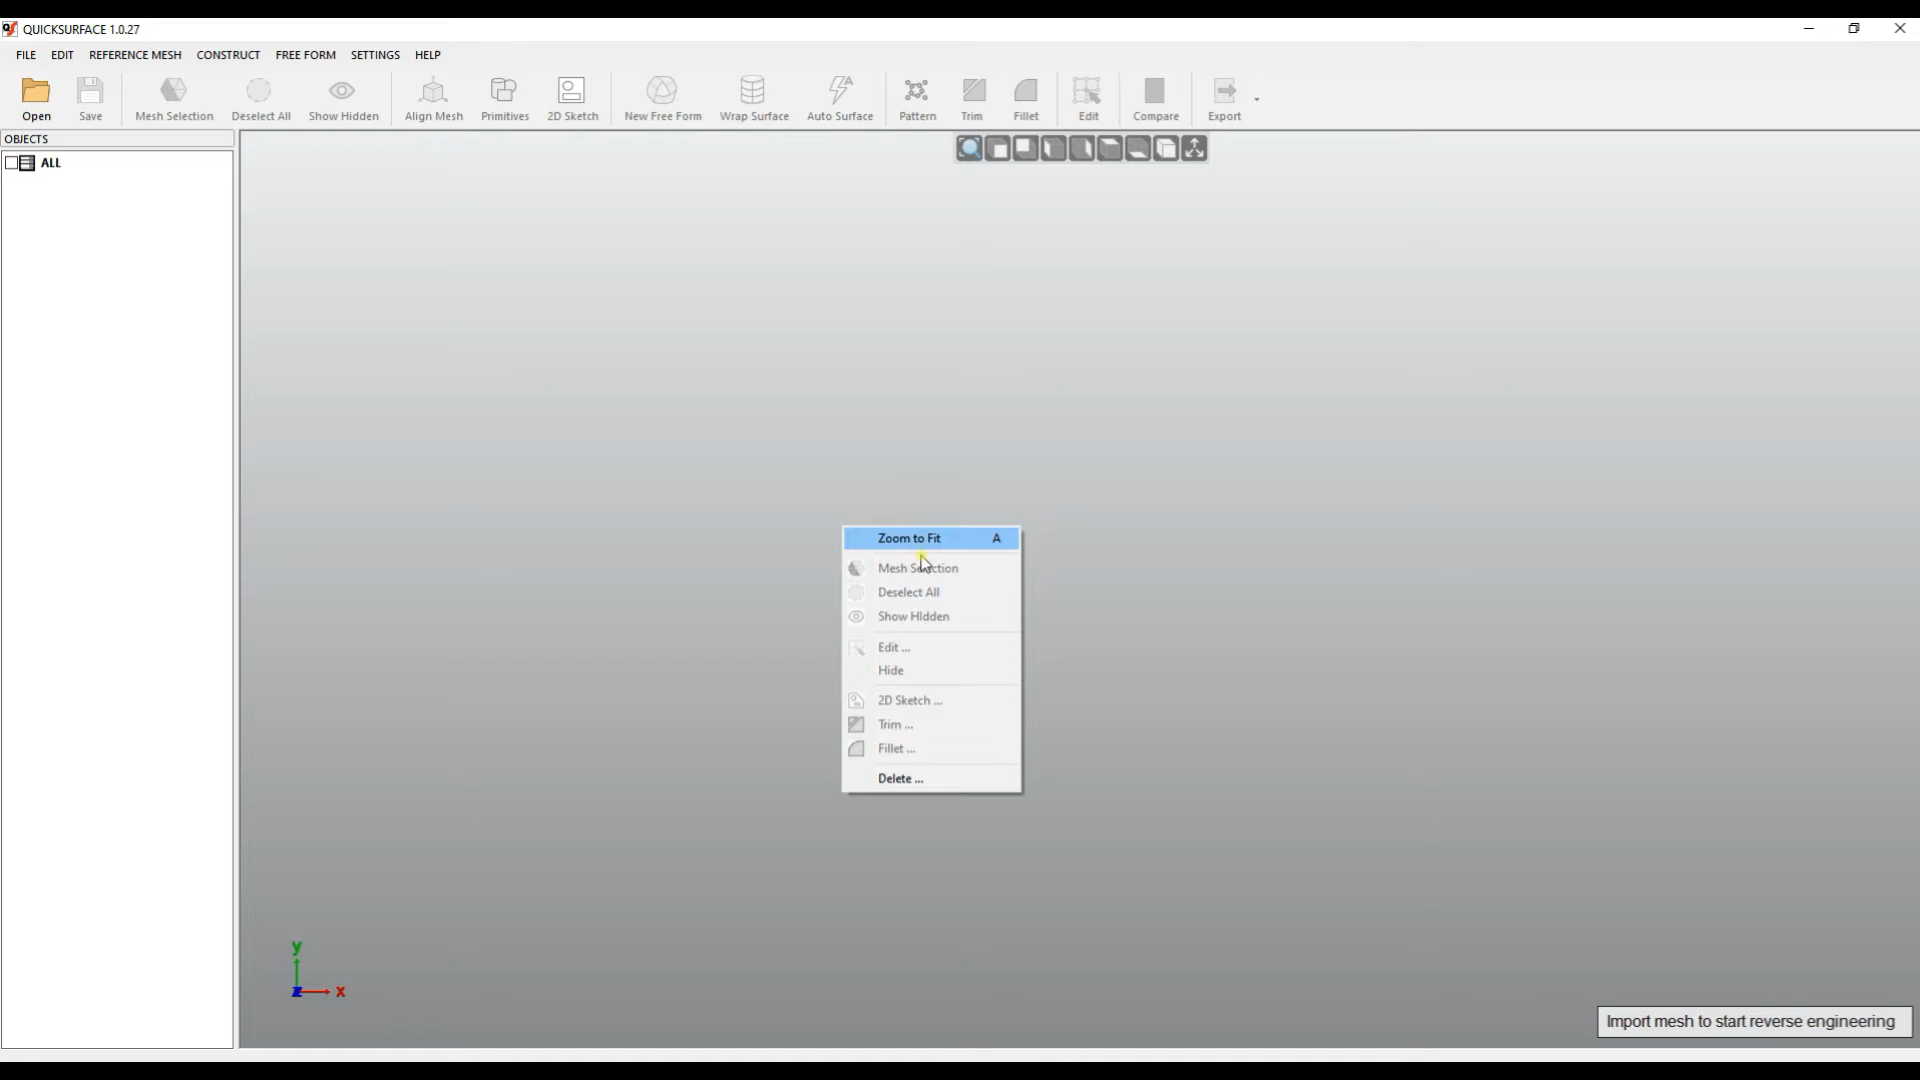 QUICKSURFACE 1.0.27
FILE EDIT REFERENCE MESH CONSTRUCT FREE FORM SETTINGS HELP
Open Save Mesh Selection Deselect All Show Hidden Align Mesh Primitives 2D Sketch New Free Form Wrap Surface Auto Surface Pattern Trim Fillet Edit Compare Export
OBJECTS
ALL
Zoom to Fit A
Mesh Selection
Deselect All
Show HIdden
Edit ...
Hide
2D Sketch ...
Trim ...
Fillet ...
Delete ...
y
z x
Import mesh to start reverse engineering